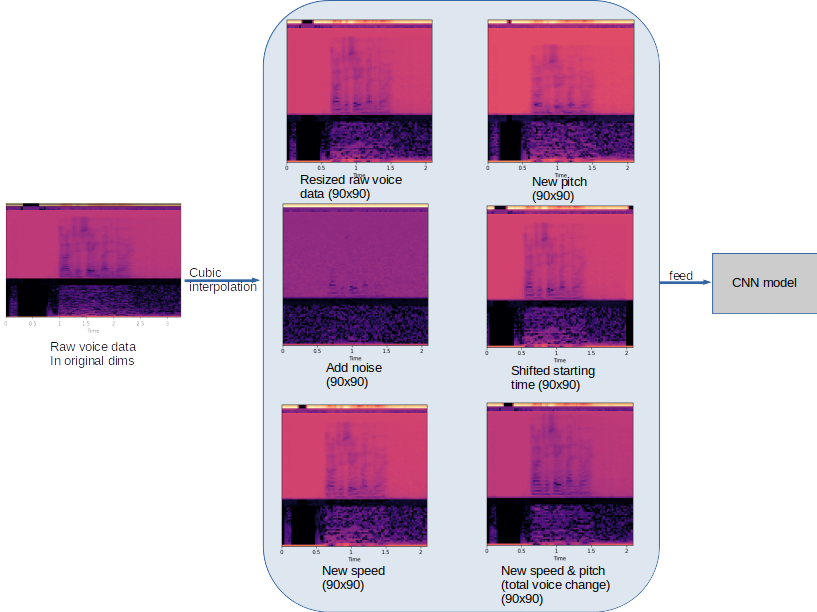 0 0.5 1 1.5 2 2.5 3
Time
Raw voice data
In original dims
Cubic
interpolation
0 0.5 1 1.5 2
Time
Resized raw voice
data (90x90)
0 0.5 1 1.5 2
Time
New pitch
(90x90)
0 0.5 1 1.5 2
Time
Add noise
(90x90)
0 0.5 1 1.5 2
Time
Shifted starting
time (90x90)
0 0.5 1 1.5 2
Time
New speed
(90x90)
0 0.5 1 1.5 2
Time
New speed & pitch
(total voice change)
(90x90)
feed
CNN model